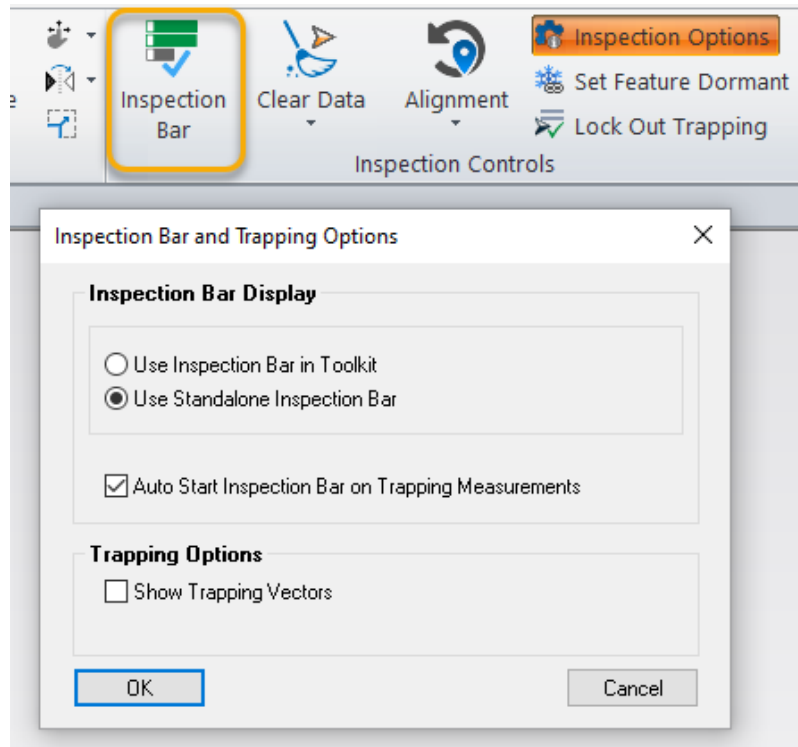 e
Inspection
Bar
Clear Data
Alignment
Inspection Options
Set Feature Dormant
Lock Out Trapping
Inspection Controls
Inspection Bar and Trapping Options
Inspection Bar Display
Use Inspection Bar in Toolkit
Use Standalone Inspection Bar
Auto Start Inspection Bar on Trapping Measurements
Trapping Options
Show Trapping Vectors
OK
Cancel